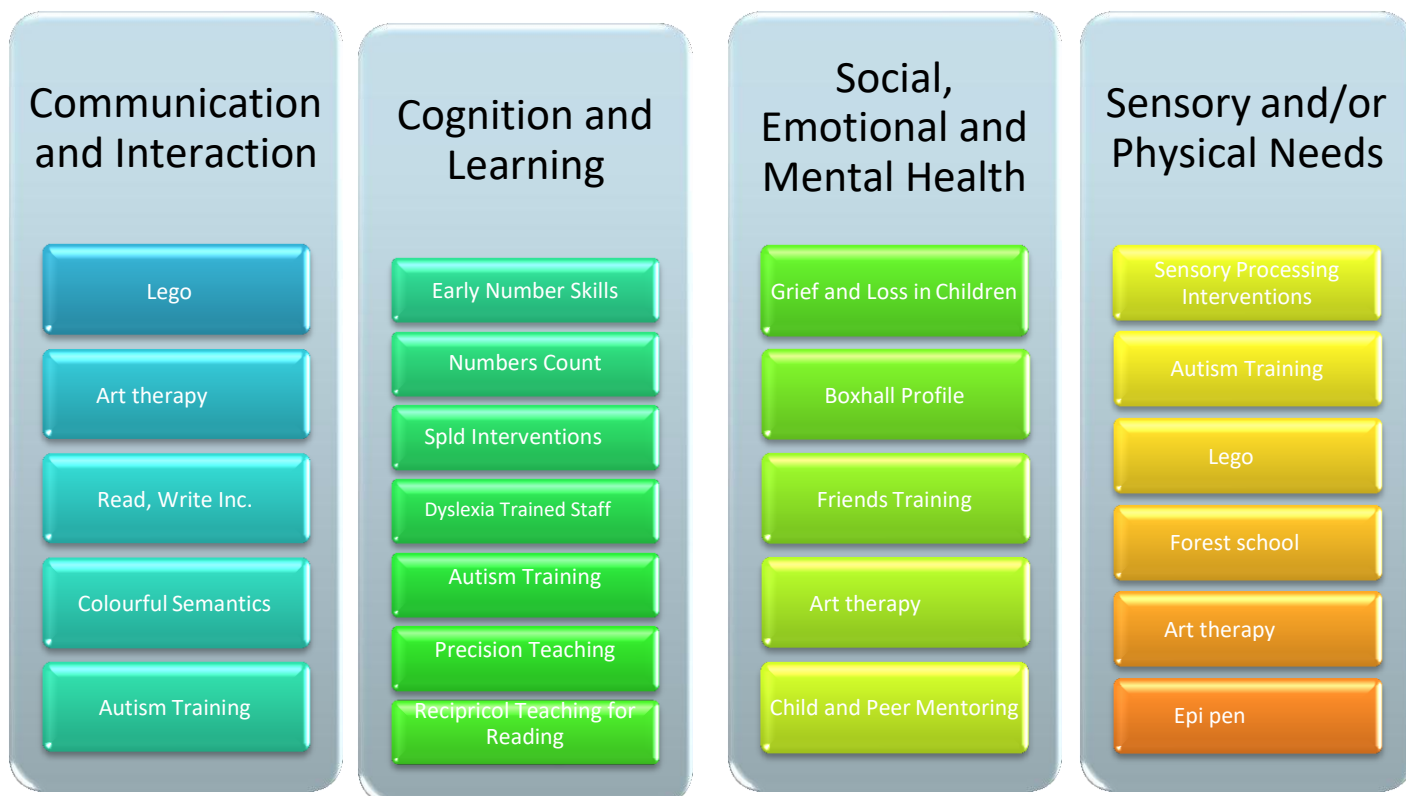 Communication
and Interaction
Lego
Art therapy
Read, Write Inc.
Colourful Semantics
Autism Training
Cognition and
Learning
Early Number Skills
Numbers Count
Spld Interventions
Dyslexia Trained Staff
Autism Training
Precision Teaching
Recipricol Teaching for
Reading
Social,
Emotional and
Mental Health
Grief and Loss in Children
Boxhall Profile
Friends Training
Art therapy
Child and Peer Mentoring
Sensory and/or
Physical Needs
Sensory Processing
Interventions
Autism Training
Lego
Forest school
Art therapy
Epi pen